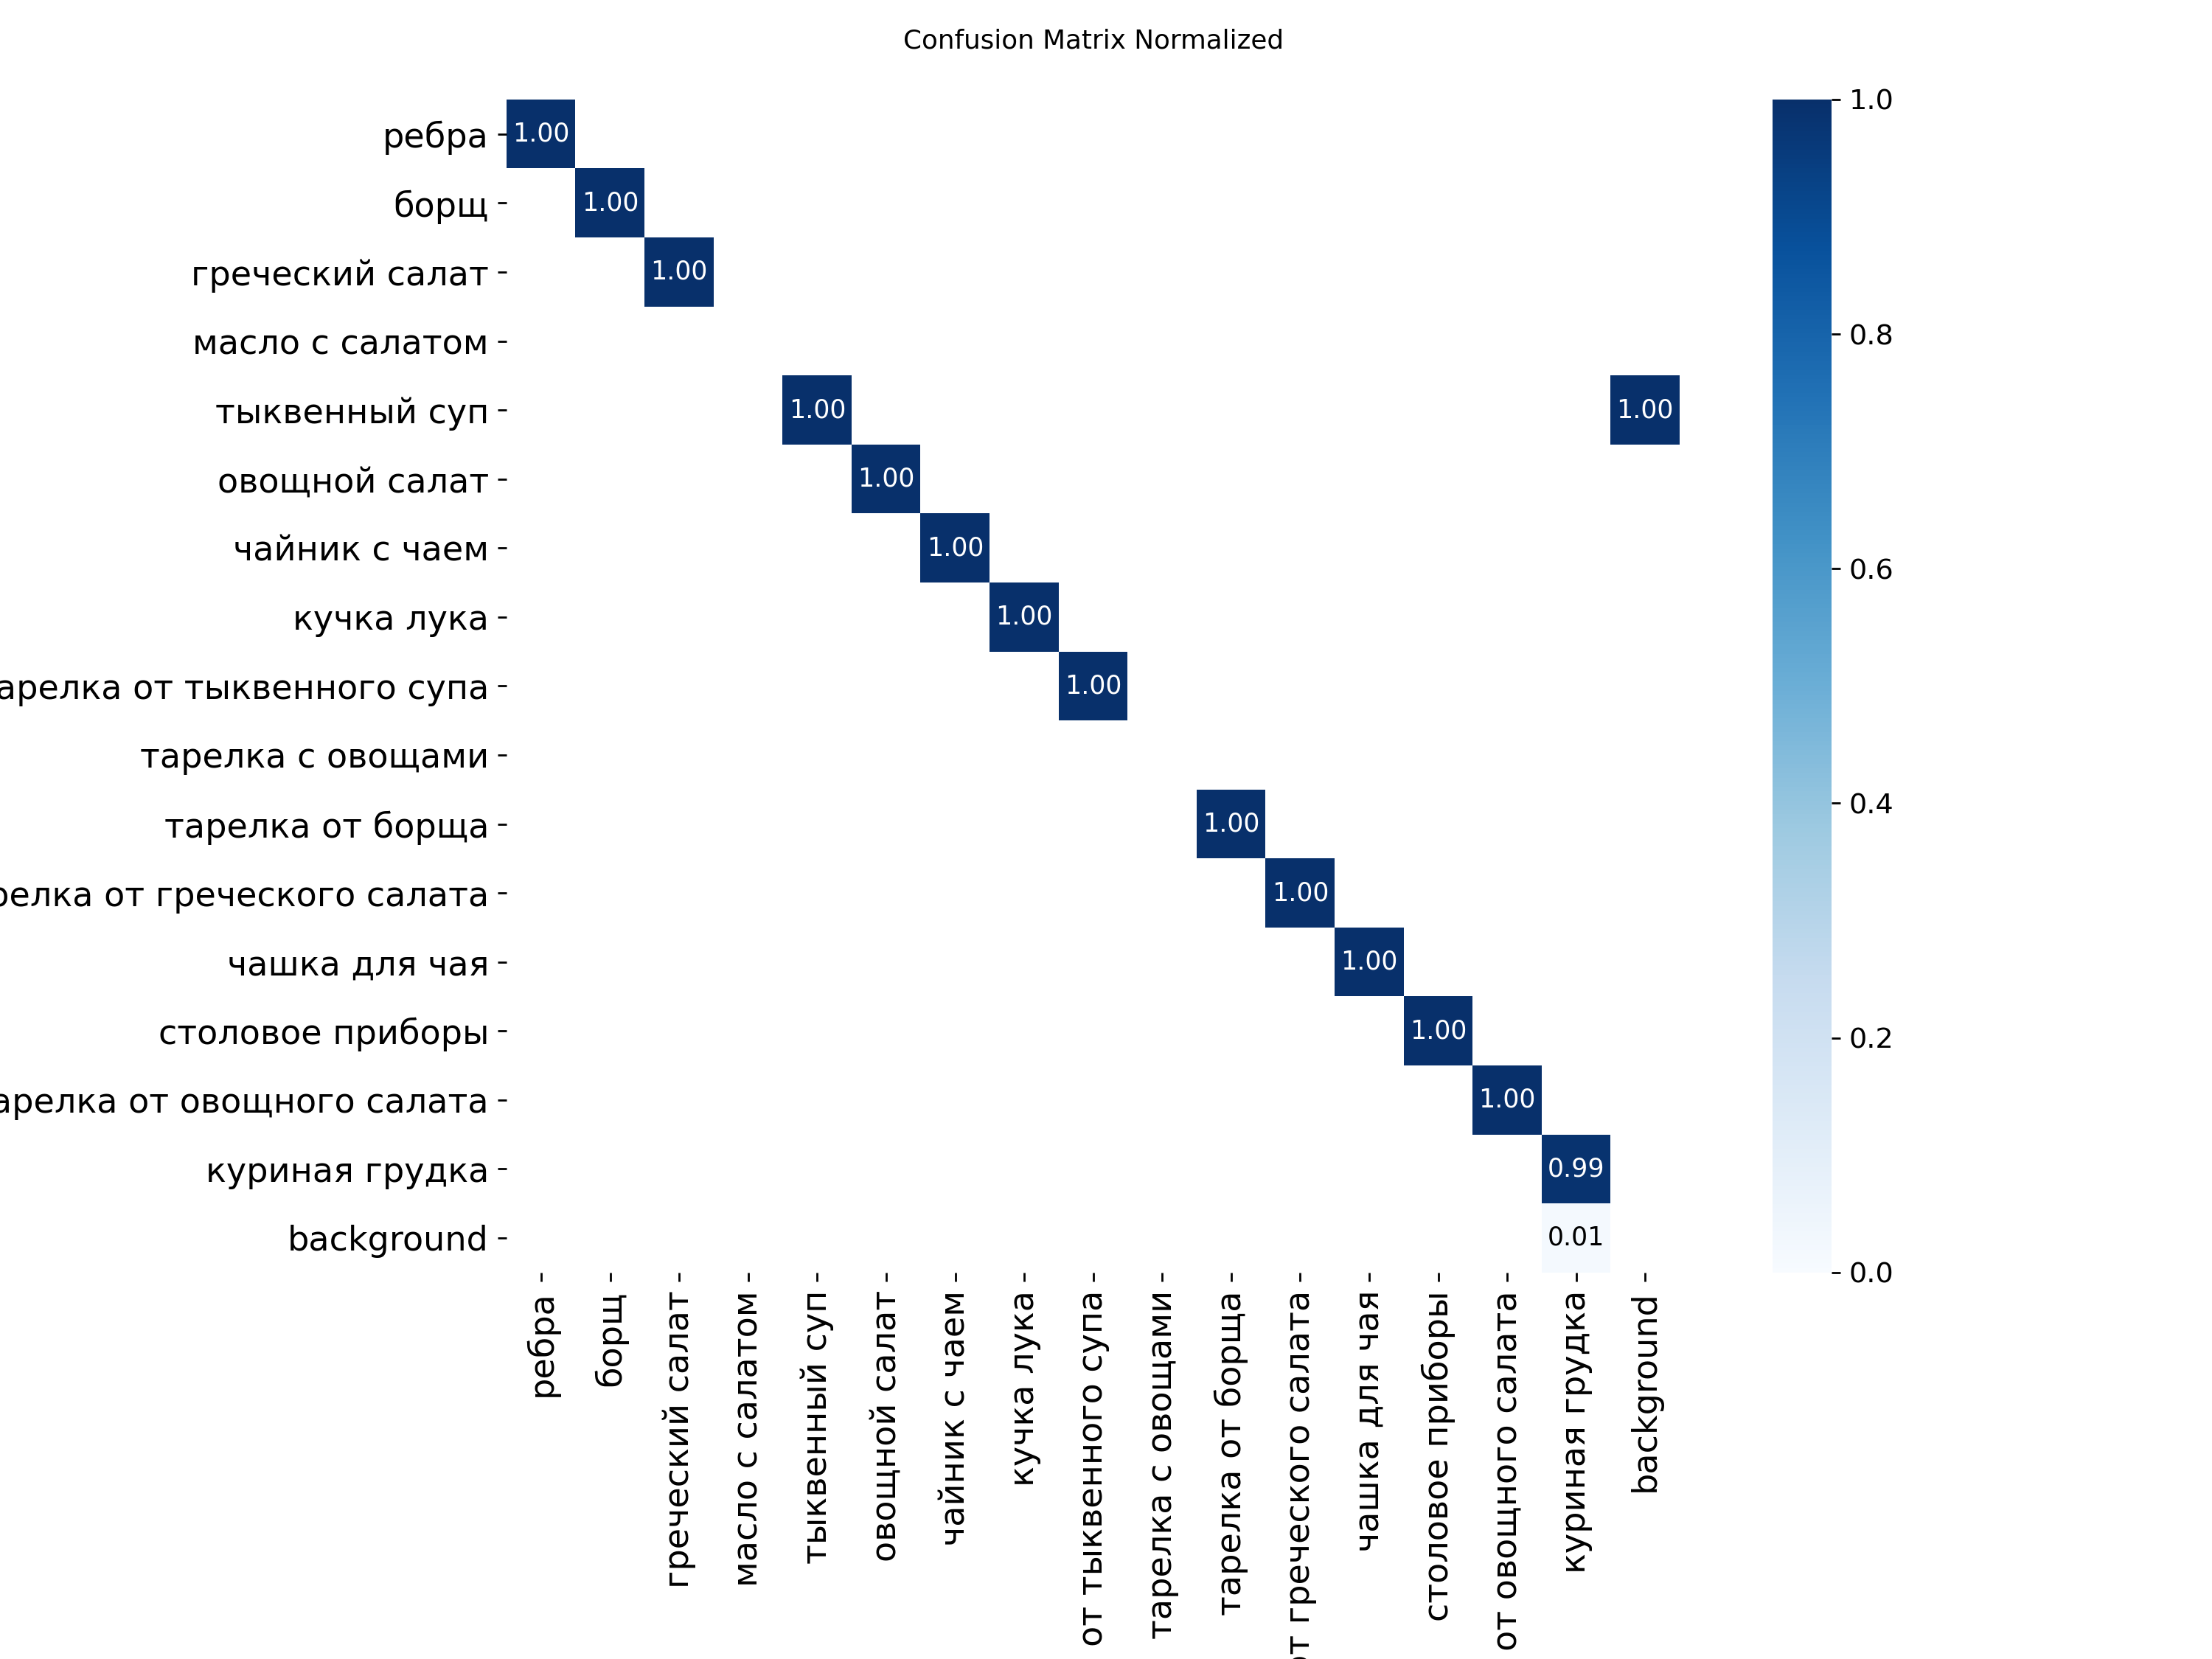 Confusion Matrix Normalized
ребра
1.00
1.0
борщ
1.00
греческий салат
1.00
0.8
масло с салатом
тыквенный суп
1.00
1.00
овощной салат
1.00
чайник с чаем
1.00
0.6
кучка лука
1.00
арелка от тыквенного супа
1.00
тарелка с овощами
0.4
тарелка от борща
1.00
релка от греческого салата
1.00
чашка для чая
1.00
столовое приборы
1.00
0.2
арелка от овощного салата
1.00
куриная грудка
0.99
background
0.01
0.0
ребра
борщ
греческий салат
масло с салатом
тыквенный суп
овощной салат
чайник с чаем
кучка лука
от тыквенного супа
тарелка с овощами
тарелка от борща
от греческого салата
чашка для чая
столовое приборы
от овощного салата
куриная грудка
background